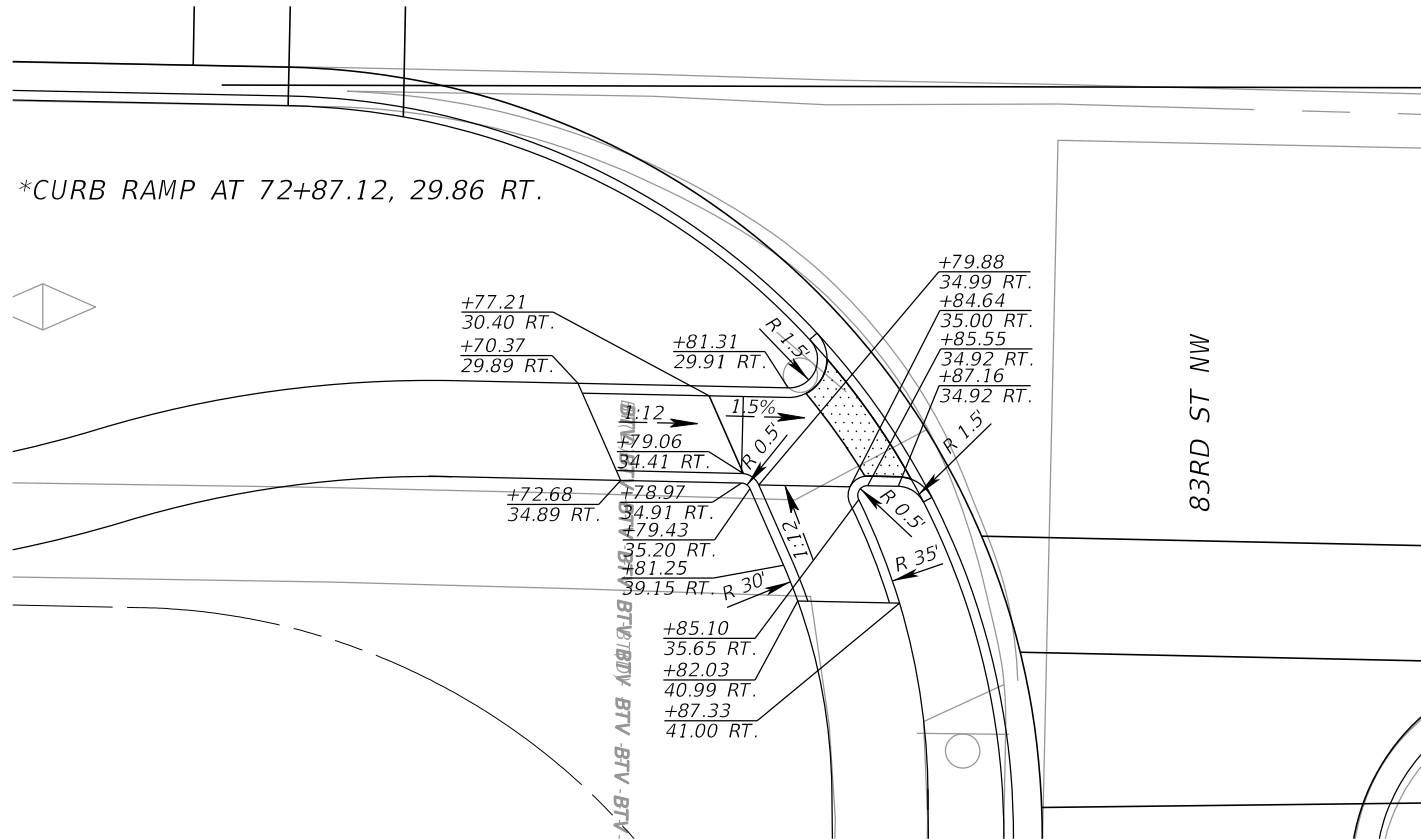 *CURB RAMP AT 72+87.12, 29.86 RT.
+79.88
34.99 RT.
+84.64
35.00 RT.
+85.55
34.92 RT.
+87.16
34.92 RT.
+77.21
30.40 RT.
+70.37
29.89 RT.
+81.31
29.91 RT.
R 1.5'
1:12
1.5%
+79.06
34.41 RT.
R 0.5'
R 1.5'
83RD ST NW
+72.68
34.89 RT.
+78.97
34.91 RT.
+79.43
35.20 RT.
+81.25
39.15 RT.
R 30'
1:12
R 0.5'
R 35'
+85.10
35.65 RT.
+82.03
40.99 RT.
+87.33
41.00 RT.
BTV BTV BTV BTV BTV BTV